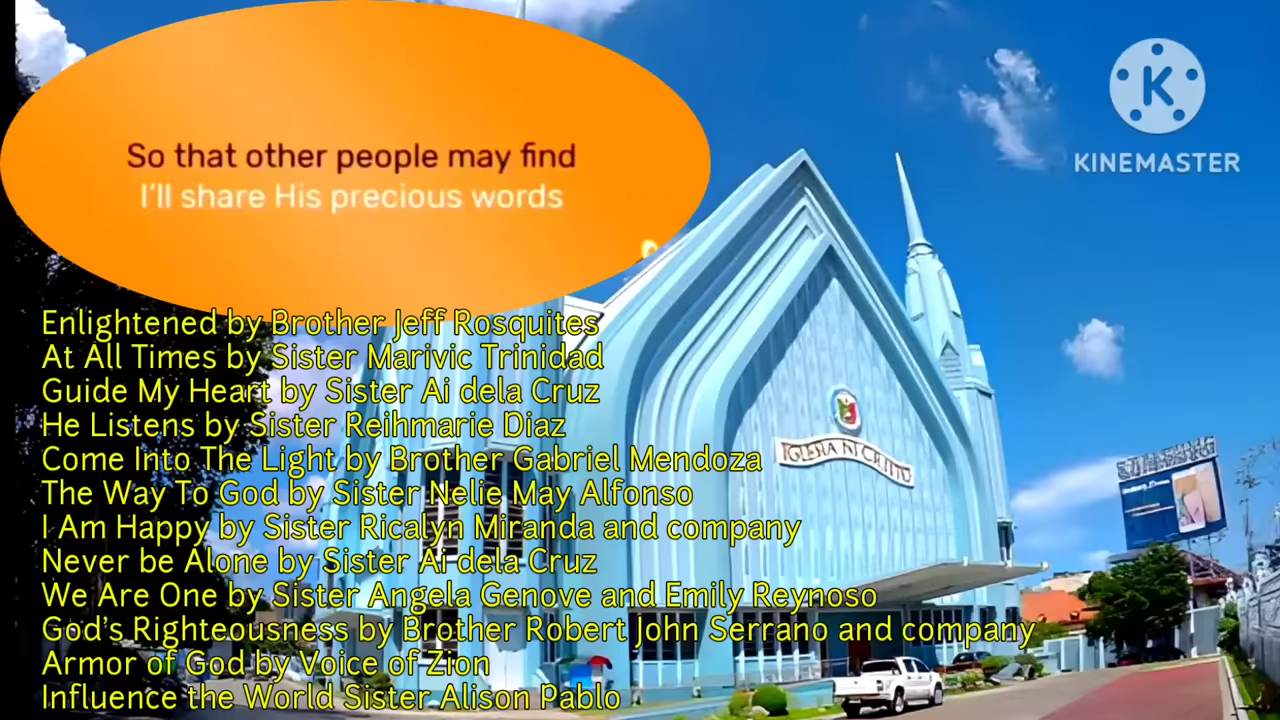 So that other people may find
I'll share His precious words
KINEMASTER
Enlightened by Brother Jeff Rosquites
At All Times by Sister Marivic Trinidad
Guide My Heart by Sister Ai dela Cruz
He Listens by Sister Reihmarie Diaz
Come Into The Light by Brother Gabriel Mendoza
The Way To God by Sister Nelie May Alfonso
I Am Happy by Sister Ricalyn Miranda and company
Never be Alone by Sister Ai dela Cruz
We Are One by Sister Angela Genove and Emily Reynoso
God's Righteousness by Brother Robert John Serrano and company
Armor of God by Voice of Zion
Influence the World Sister Alison Pablo
IGLESIA NI CRISTO